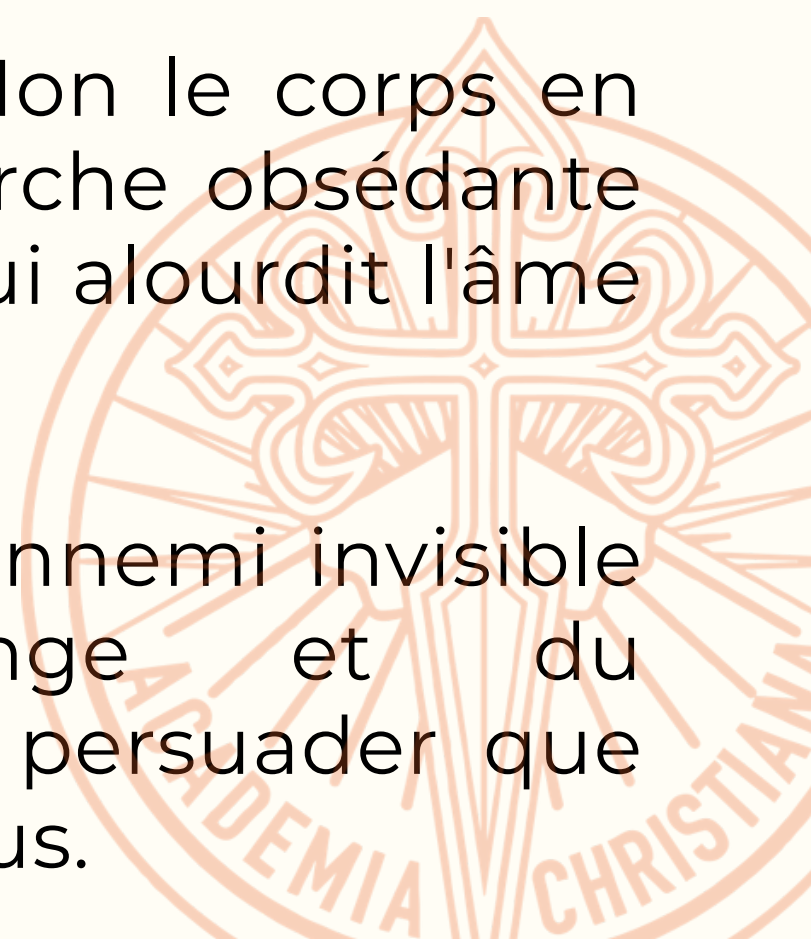 lon le corps en
rche obsédante
ui alourdit l'âme
nnemi invisible
nge et du
persuader que
us.
ACADEMIA CHRISTIANA